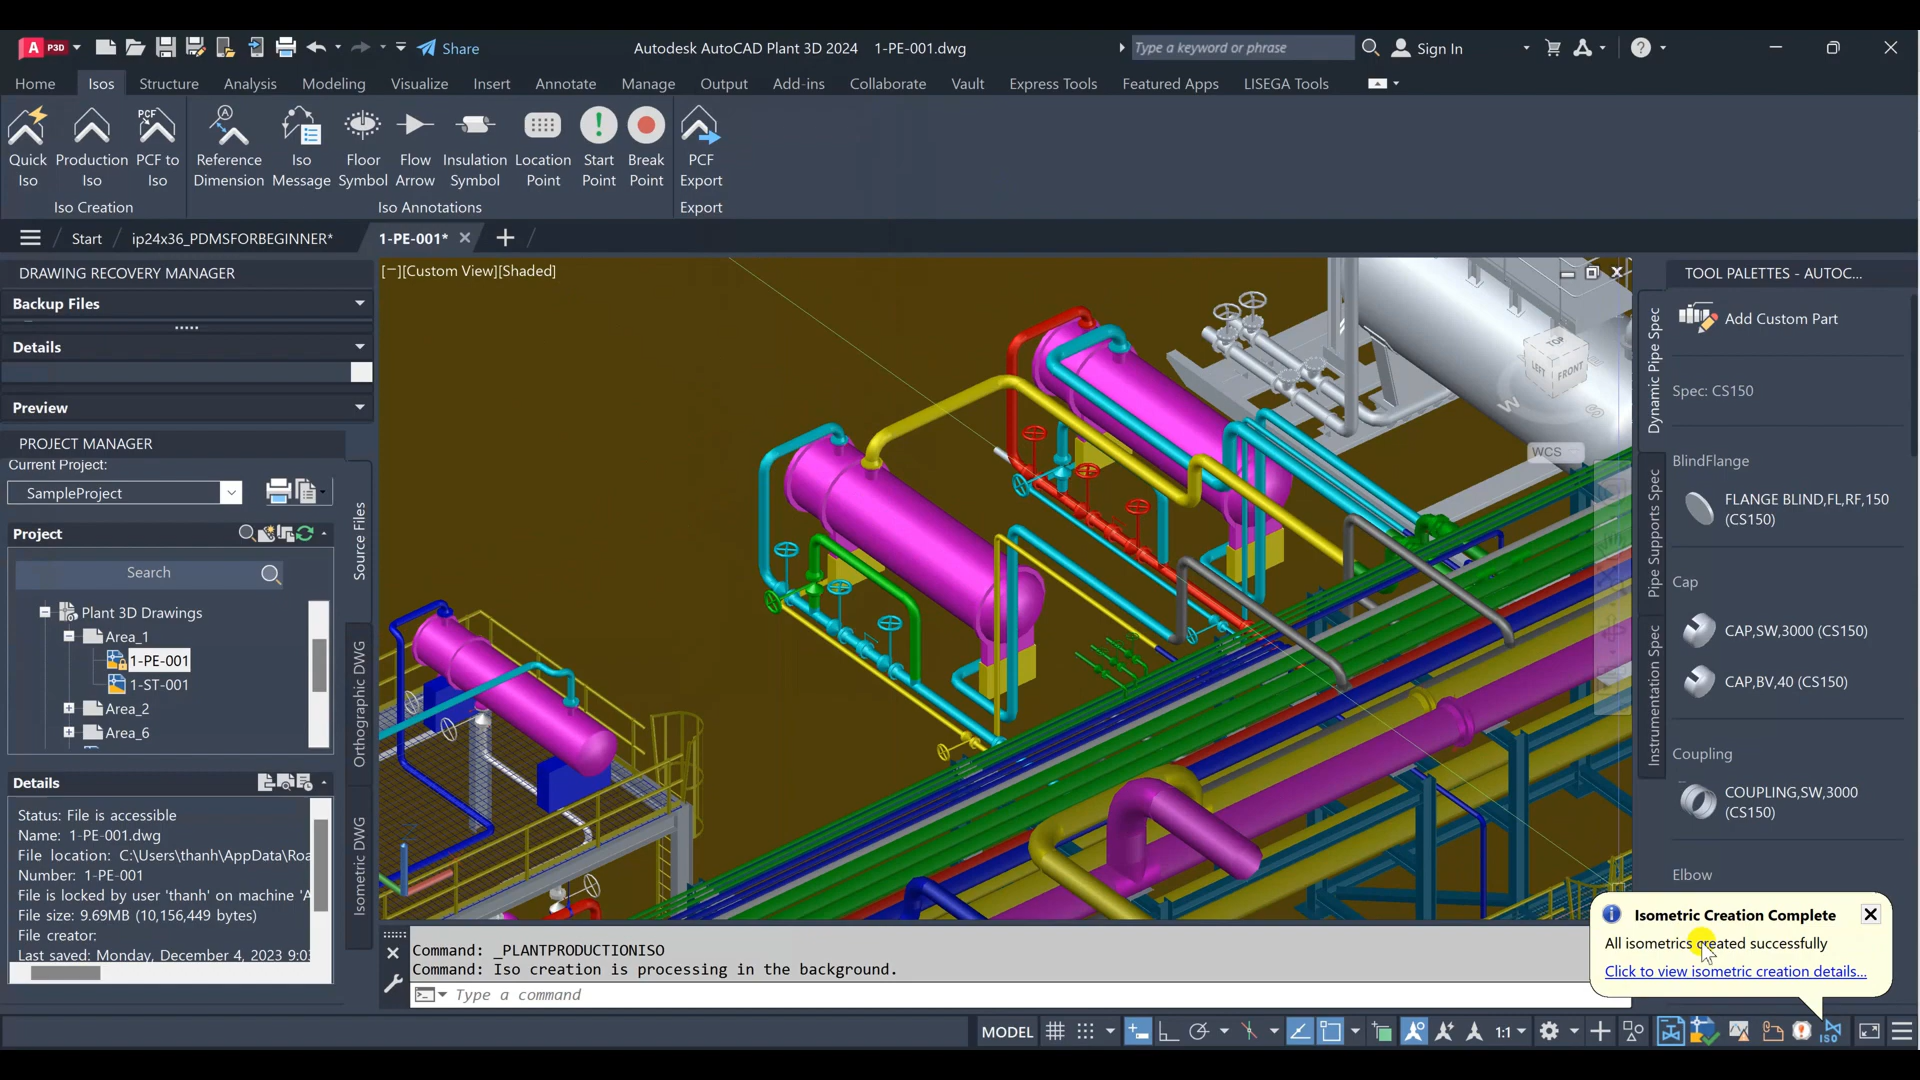 A P3D Share Autodesk AutoCAD Plant 3D 2024 1-PE-001.dwg Type a keyword or phrase Sign In
Home Isos Structure Analysis Modeling Visualize Insert Annotate Manage Output Add-ins Collaborate Vault Express Tools Featured Apps LISEGA Tools
PCF
Quick Production PCF to Reference Iso Floor Flow Insulation Location Start Break PCF
Iso Iso Iso Dimension Message Symbol Arrow Symbol Point Point Point Export
Iso Creation Iso Annotations Export
Start ip24x36_PDMSFORBEGINNER* 1-PE-001*
DRAWING RECOVERY MANAGER
Backup Files
Details
Preview
PROJECT MANAGER
Current Project:
SampleProject
Project
Search
Plant 3D Drawings
Area_1
1-PE-001
1-ST-001
Area_2
Area_6
Details
Status: File is accessible
Name: 1-PE-001.dwg
File location: C:\Users\thanh\AppData\Roa
Number: 1-PE-001
File is locked by user 'thanh' on machine 'A
File size: 9.69MB (10,156,449 bytes)
File creator:
Last saved: Monday, December 4, 2023 9:0
Source Files
Orthographic DWG
Isometric DWG
[−][Custom View][Shaded]
TOP
LEFT
FRONT
W
S
WCS
Command: _PLANTPRODUCTIONISO
Command: Iso creation is processing in the background.
Type a command
TOOL PALETTES - AUTOC...
Dynamic Pipe Spec
Pipe Supports Spec
Instrumentation Spec
Add Custom Part
Spec: CS150
BlindFlange
FLANGE BLIND,FL,RF,150
(CS150)
Cap
CAP,SW,3000 (CS150)
CAP,BV,40 (CS150)
Coupling
COUPLING,SW,3000
(CS150)
Elbow
Isometric Creation Complete
All isometrics created successfully
Click to view isometric creation details...
MODEL 1:1 ISO